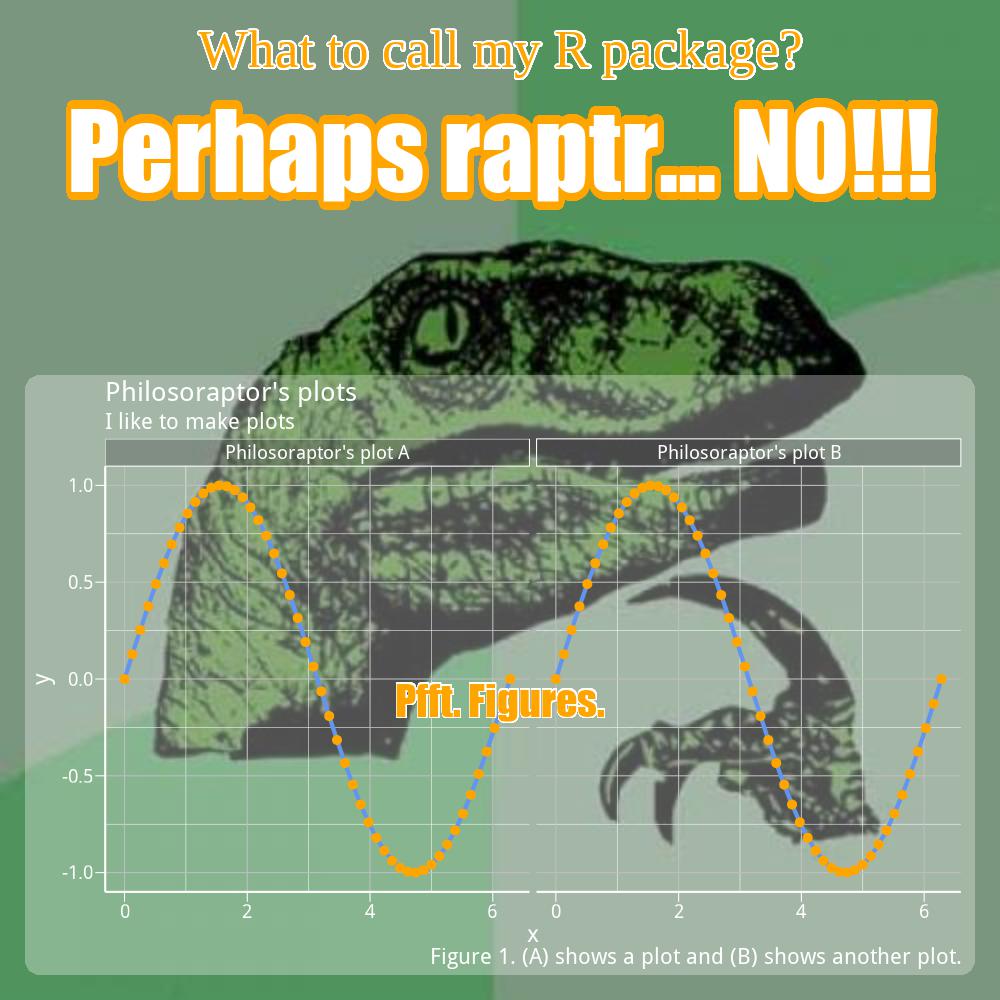 What to call my R package?
Perhaps raptr... NO!!!
Philosoraptor's plots
I like to make plots
Philosoraptor's plot A
Philosoraptor's plot B
1.0
0.5
0.0
-0.5
-1.0
y
Pfft. Figures.
0 2 4 6 0 2 4 6
x
Figure 1. (A) shows a plot and (B) shows another plot.